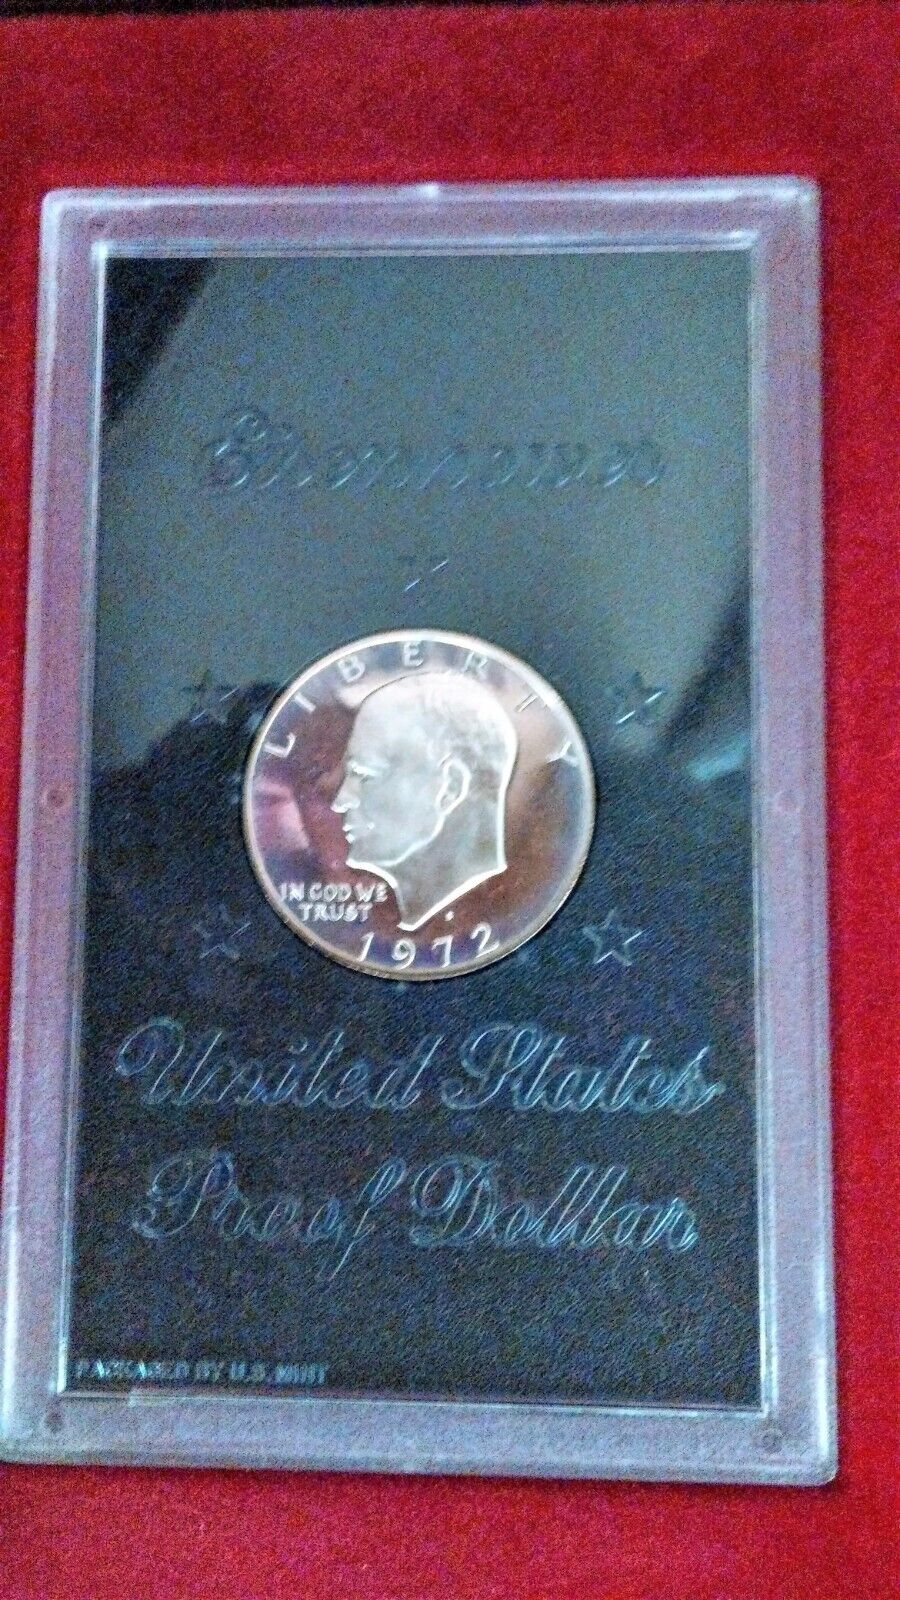 Eisenhower
LIBERTY
IN GOD WE
TRUST
1972
United States
Proof Dollar
PACKAGED BY U.S. MINT